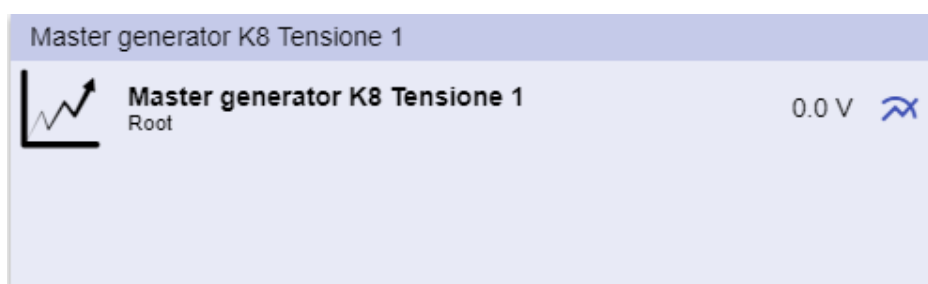 Master generator K8 Tensione 1
Master generator K8 Tensione 1
Root
0.0 V